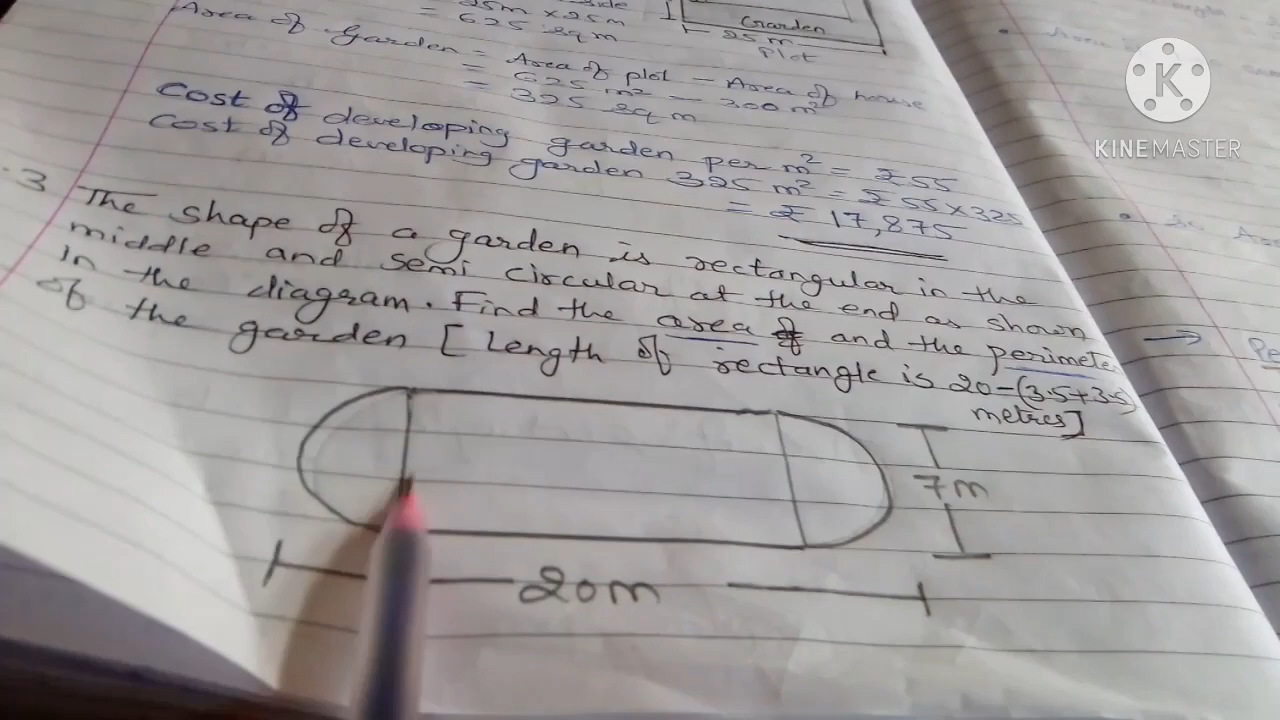 = 25m × 25m
= 625 sq m
Garden
25 m
plot
Area of Garden = Area of plot - Area of house
= 625 m² - 300 m²
= 325 sq m
Cost of developing garden per m² = ₹55
Cost of developing garden 325 m² = ₹55×325
= ₹ 17,875
.3 The shape of a garden is rectangular in the
middle and semi circular at the end as shown
in the diagram. Find the area and the perimeter
of the garden [Length of rectangle is 20-(3.5+3.5)
metres]
7m
20m
K
KINEMASTER